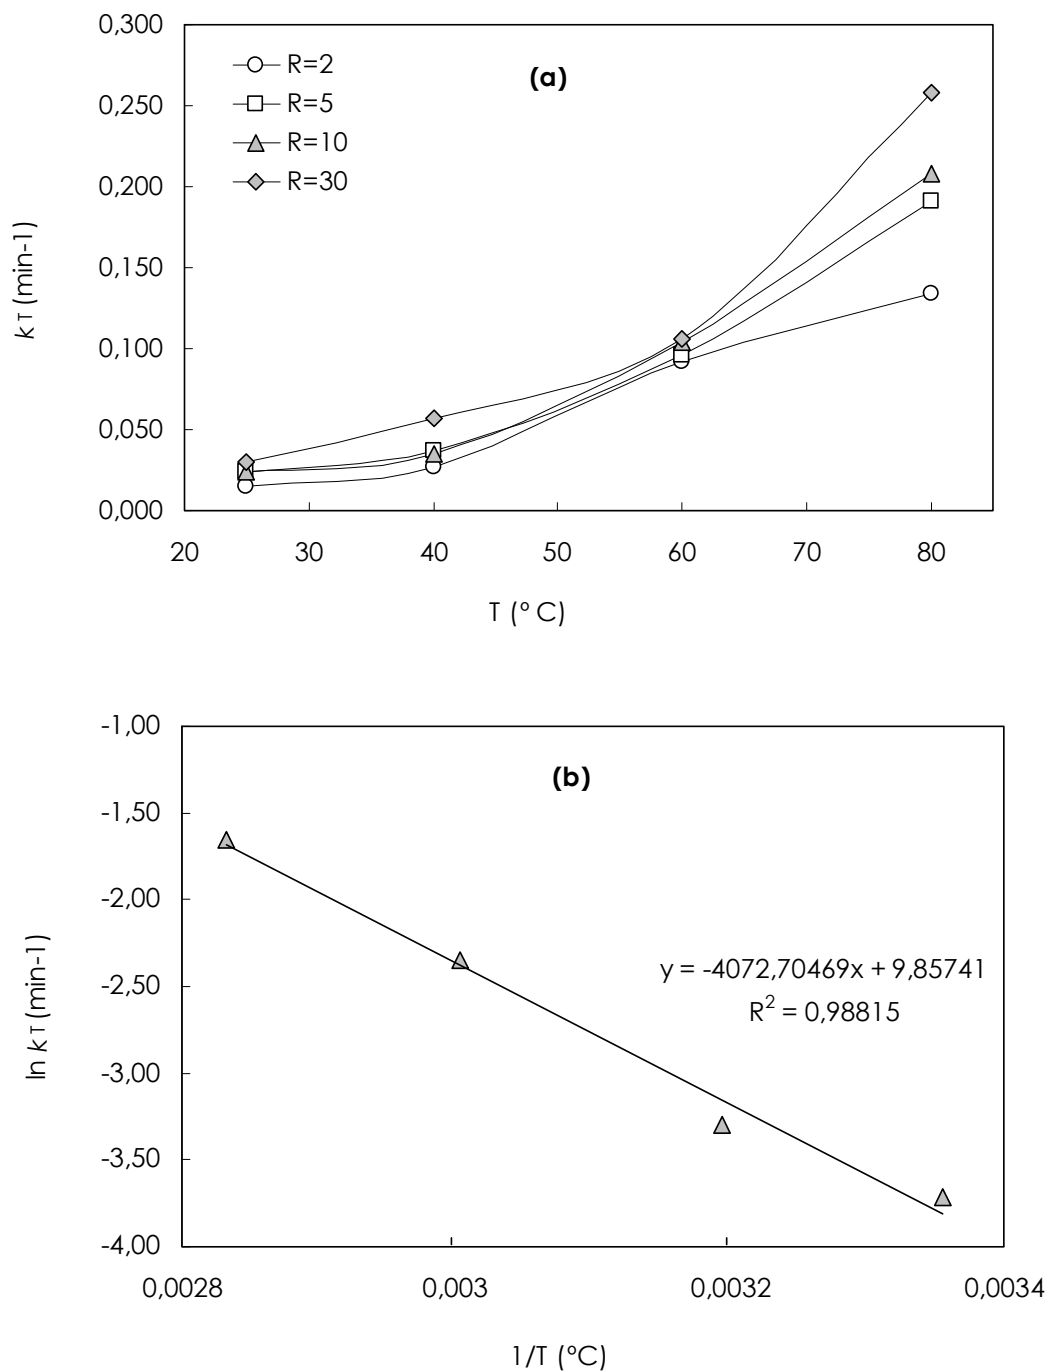 0,300
0,250
0,200
0,150
0,100
0,050
0,000
k T (min-1)
R=2
R=5
R=10
R=30
(a)
20 30 40 50 60 70 80
T (º C)
-1,00
-1,50
-2,00
-2,50
-3,00
-3,50
-4,00
ln k T (min-1)
(b)
y = -4072,70469x + 9,85741
R² = 0,98815
0,0028 0,003 0,0032 0,0034
1/T (ºC)